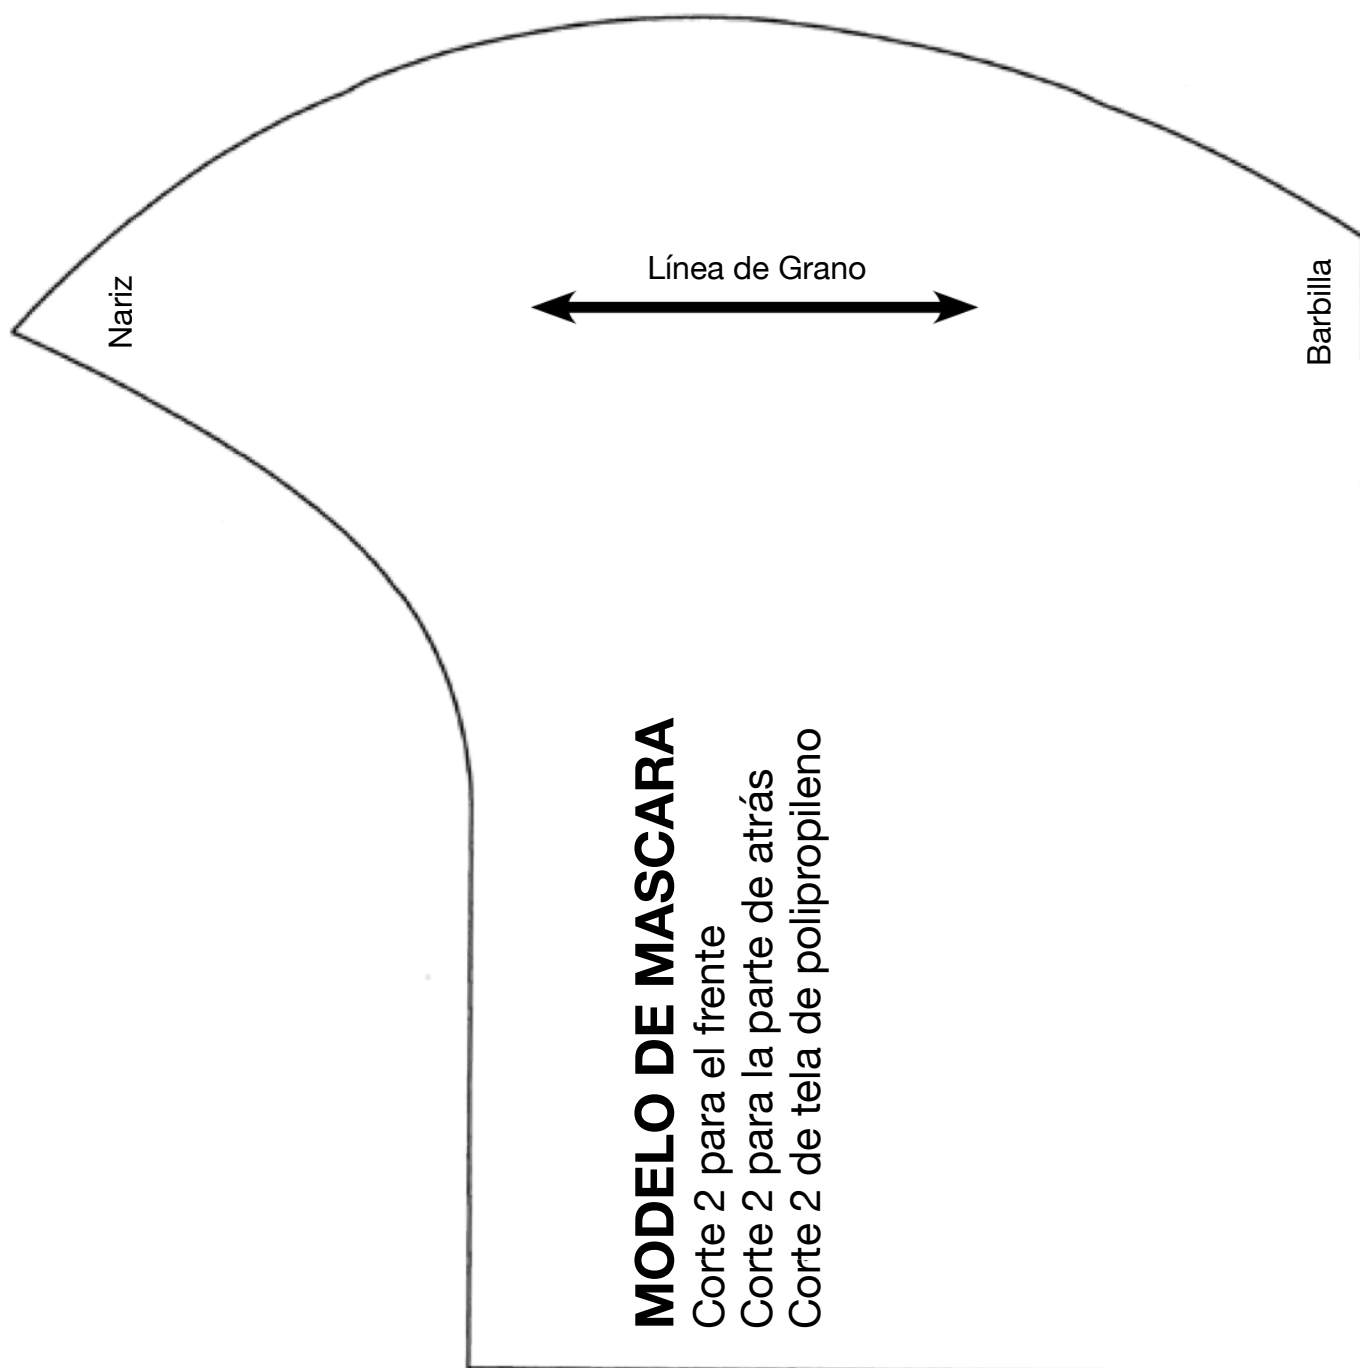 Línea de Grano
Nariz
Barbilla
MODELO DE MASCARA
Corte 2 para el frente
Corte 2 para la parte de atrás
Corte 2 de tela de polipropileno